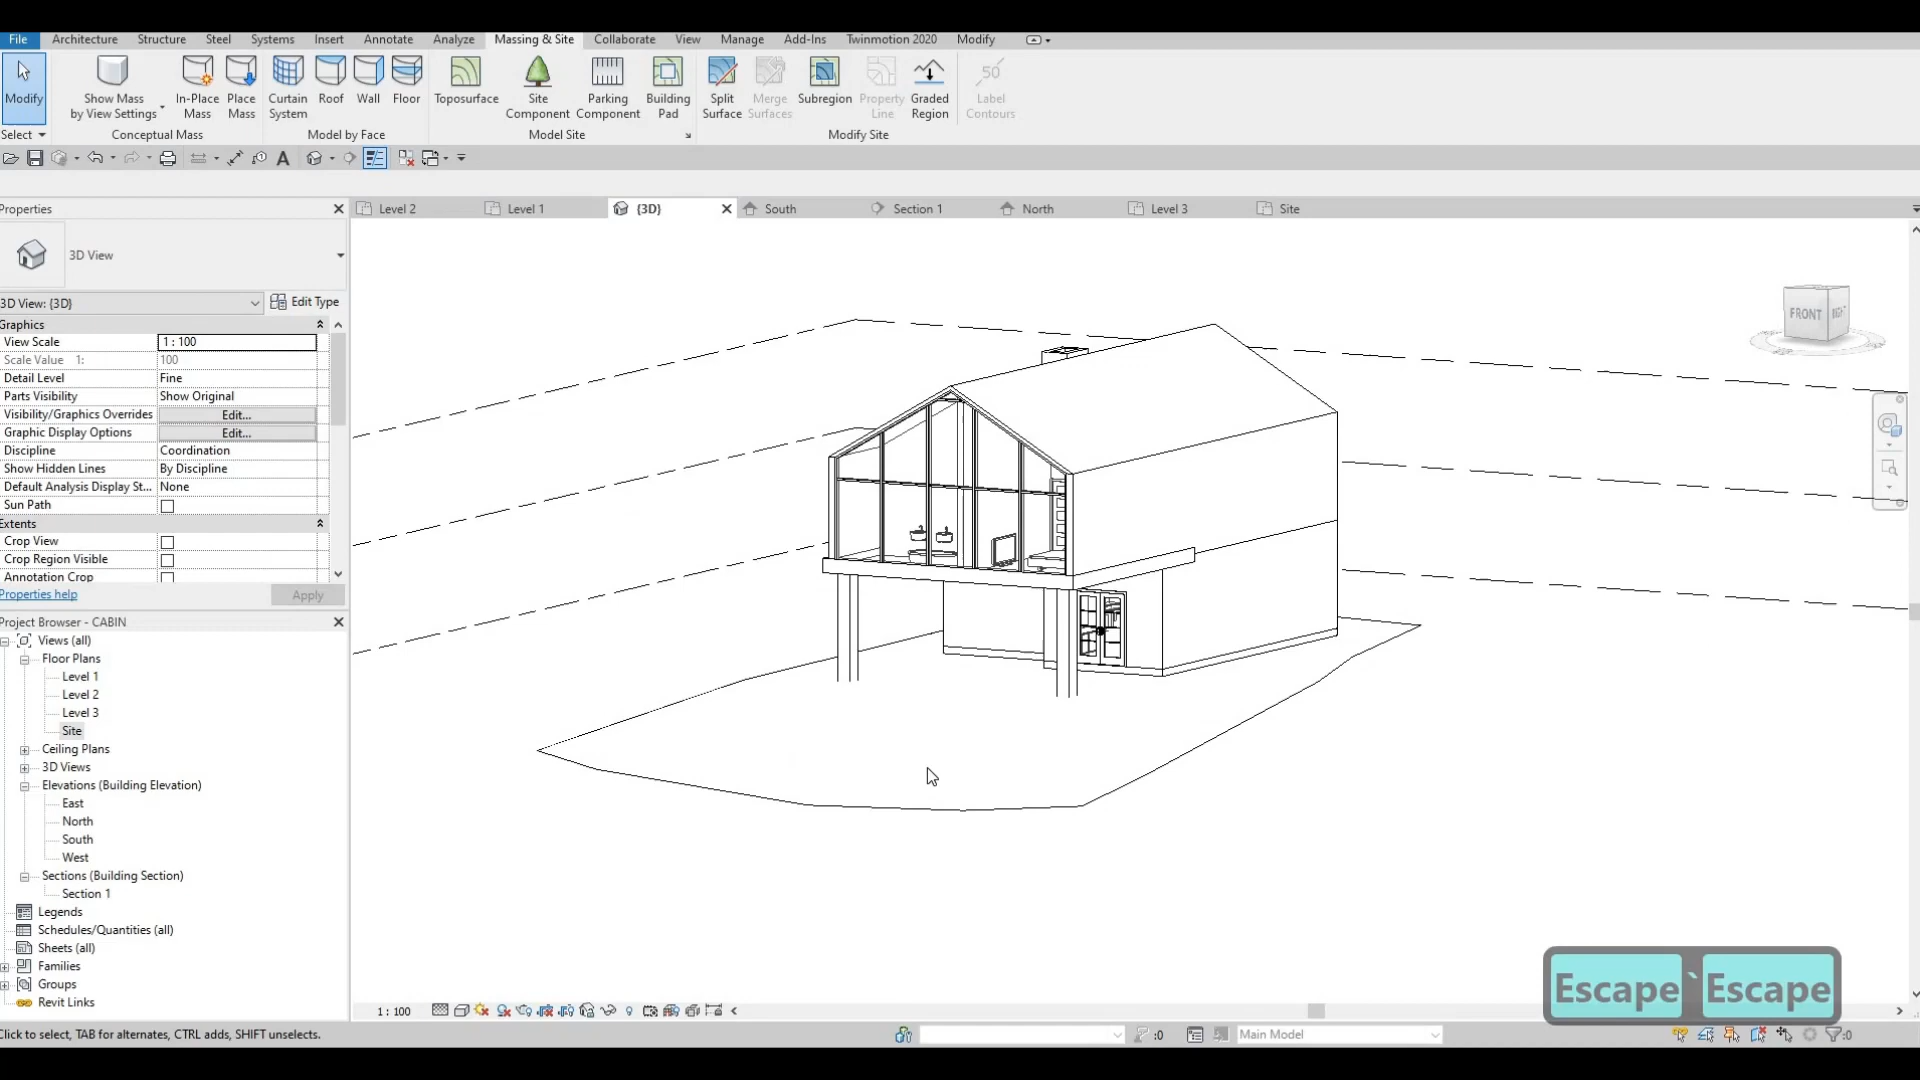 File Architecture Structure Steel Systems Insert Annotate Analyze Massing & Site Collaborate View Manage Add-Ins Twinmotion 2020 Modify
Modify
Show Mass
by View Settings
In-Place
Mass
Place
Mass
Curtain
System
Roof
Wall
Floor
Toposurface
Site
Component
Parking
Component
Building
Pad
Split
Surface
Merge
Surfaces
Subregion
Property
Line
Graded
Region
50
Label
Contours
Select
Conceptual Mass
Model by Face
Model Site
Modify Site
A
Properties
Level 2
Level 1
{3D}
South
Section 1
North
Level 3
Site
3D View
3D View: {3D}
Edit Type
Graphics
View Scale 1 : 100
Scale Value 1: 100
Detail Level Fine
Parts Visibility Show Original
Visibility/Graphics Overrides Edit...
Graphic Display Options Edit...
Discipline Coordination
Show Hidden Lines By Discipline
Default Analysis Display St... None
Sun Path
Extents
Crop View
Crop Region Visible
Annotation Crop
Properties help
Apply
Project Browser - CABIN
Views (all)
Floor Plans
Level 1
Level 2
Level 3
Site
Ceiling Plans
3D Views
Elevations (Building Elevation)
East
North
South
West
Sections (Building Section)
Section 1
Legends
Schedules/Quantities (all)
Sheets (all)
Families
Groups
Revit Links
FRONT
Escape ` Escape
1 : 100
Click to select, TAB for alternates, CTRL adds, SHIFT unselects.
:0
Main Model
:0